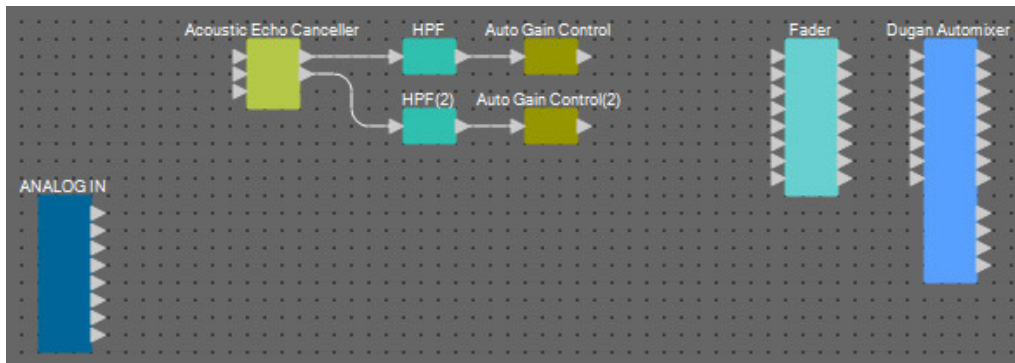 Acoustic Echo Canceller
HPF
Auto Gain Control
Fader
Dugan Automixer
HPF(2)
Auto Gain Control(2)
ANALOG IN